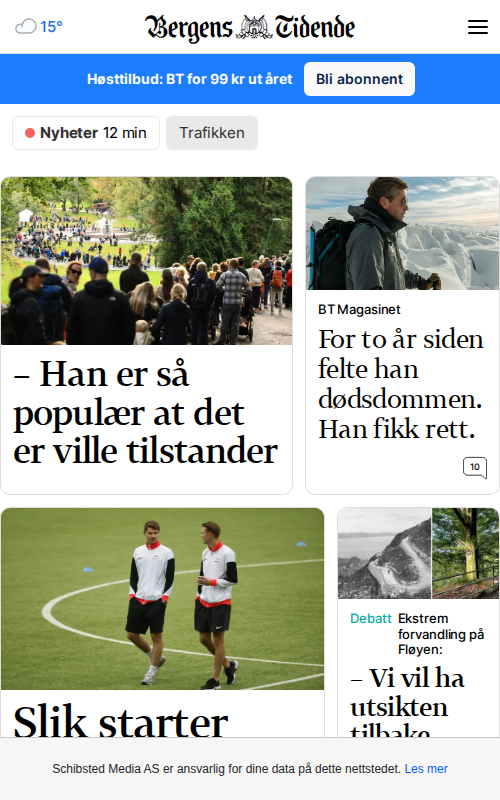 15°
Bergens Tidende
Høsttilbud: BT for 99 kr ut året
Bli abonnent
Nyheter 12 min
Trafikken
– Han er så
populær at det
er ville tilstander
BT Magasinet
For to år siden
felte han
dødsdommen.
Han fikk rett.
10
Debatt
Ekstrem
forvandling på
Fløyen:
– Vi vil ha
utsikten
tilbake
Slik starter
Schibsted Media AS er ansvarlig for dine data på dette nettstedet. Les mer